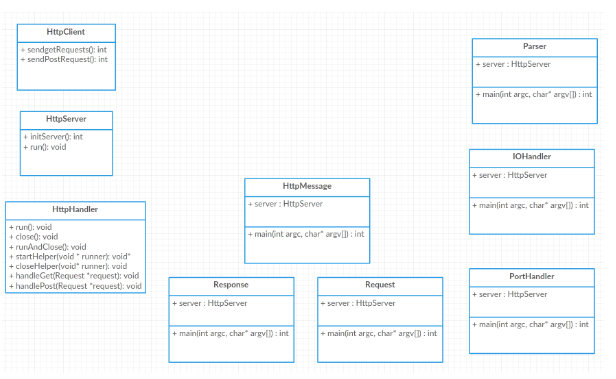 HttpClient
+ sendgetRequests(): int
+ sendPostRequest(): int
HttpServer
+ initServer(): int
+ run(): void
HttpHandler
+ run(): void
+ close(): void
+ runAndClose(): void
+ startHelper(void * runner): void*
+ closeHelper(void* runner): void
+ handleGet(Request *request): void
+ handlePost(Request *request): void
HttpMessage
+ server : HttpServer
+ main(int argc, char* argv[]) : int
Response
+ server : HttpServer
+ main(int argc, char* argv[]) : int
Request
+ server : HttpServer
+ main(int argc, char* argv[]) : int
Parser
+ server : HttpServer
+ main(int argc, char* argv[]) : int
IOHandler
+ server : HttpServer
+ main(int argc, char* argv[]) : int
PortHandler
+ server : HttpServer
+ main(int argc, char* argv[]) : int